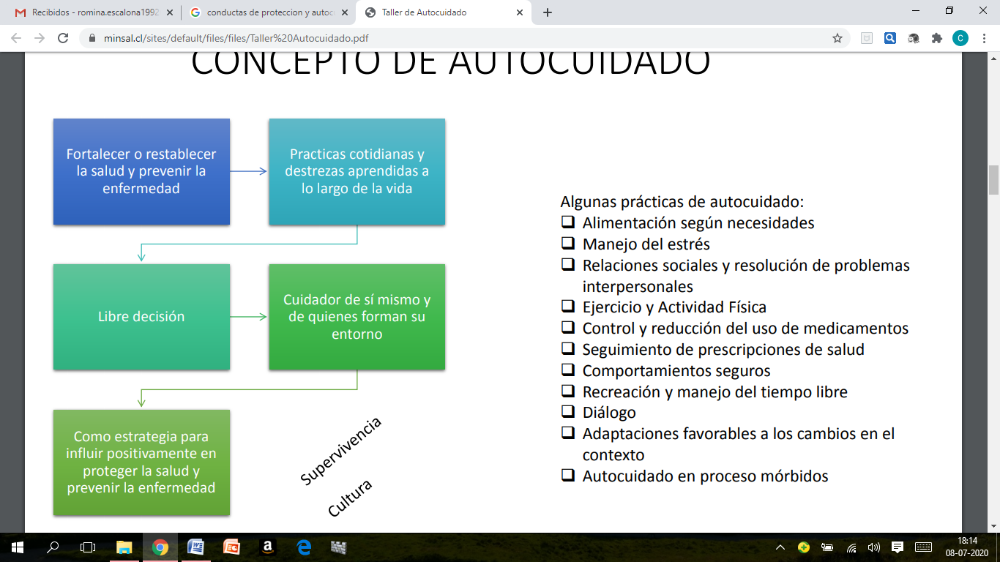 Recibidos - romina.escalona1992
conductas de proteccion y autoc
Taller de Autocuidado
minsal.cl/sites/default/files/files/Taller%20Autocuidado.pdf
C
CONCEPTO DE AUTOCUIDADO
Fortalecer o restablecer
la salud y prevenir la
enfermedad
Practicas cotidianas y
destrezas aprendidas a
lo largo de la vida
Libre decisión
Cuidador de sí mismo y
de quienes forman su
entorno
Como estrategia para
influir positivamente en
proteger la salud y
prevenir la enfermedad
Supervivencia
Cultura
Algunas prácticas de autocuidado:
Alimentación según necesidades
Manejo del estrés
Relaciones sociales y resolución de problemas
interpersonales
Ejercicio y Actividad Física
Control y reducción del uso de medicamentos
Seguimiento de prescripciones de salud
Comportamientos seguros
Recreación y manejo del tiempo libre
Diálogo
Adaptaciones favorables a los cambios en el
contexto
Autocuidado en proceso mórbidos
18:14
08-07-2020